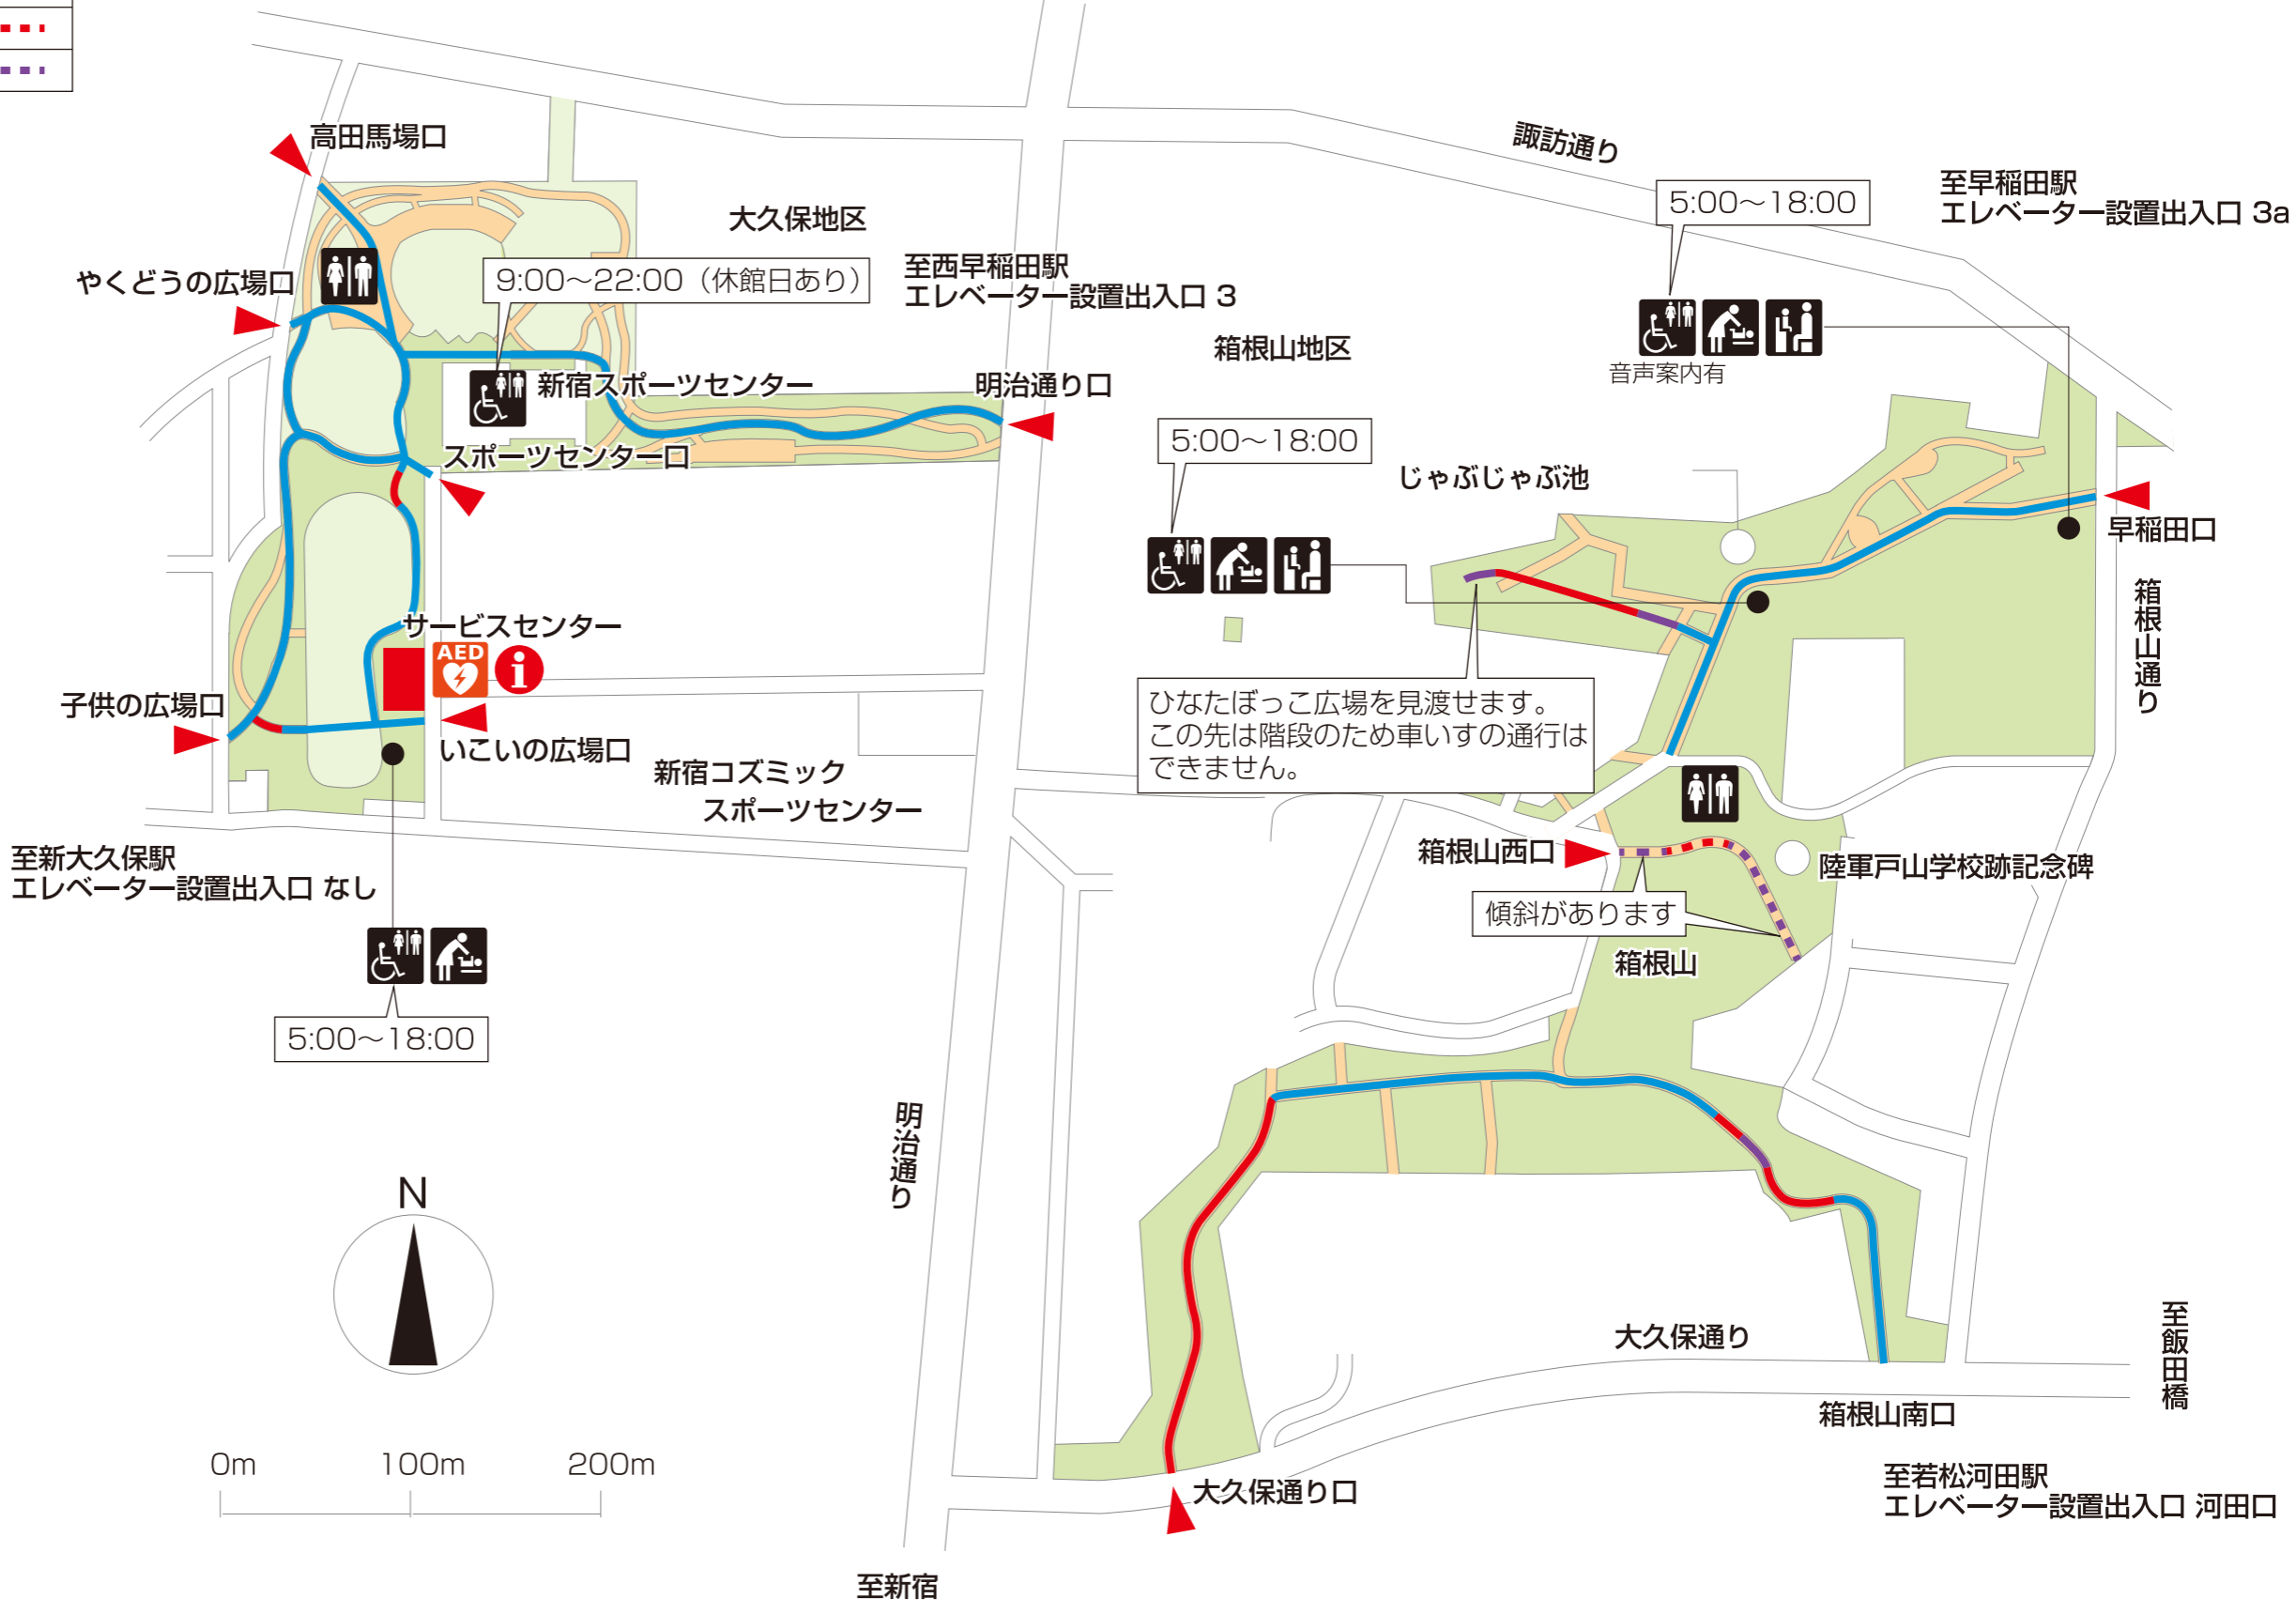 高田馬場口
諏訪通り
大久保地区
5:00〜18:00
至早稲田駅
エレベーター設置出入口 3a
やくどうの広場口
9:00〜22:00（休館日あり）
至西早稲田駅
エレベーター設置出入口 3
箱根山地区
音声案内有
新宿スポーツセンター
明治通り口
スポーツセンター口
5:00〜18:00
じゃぶじゃぶ池
早稲田口
箱根山通り
サービスセンター
AED
i
子供の広場口
いこいの広場口
ひなたぼっこ広場を見渡せます。
この先は階段のため車いすの通行は
できません。
新宿コズミック
スポーツセンター
至新大久保駅
エレベーター設置出入口 なし
箱根山西口
陸軍戸山学校跡記念碑
傾斜があります
箱根山
5:00〜18:00
明治通り
N
大久保通り
至飯田橋
箱根山南口
0m 100m 200m
大久保通り口
至若松河田駅
エレベーター設置出入口 河田口
至新宿